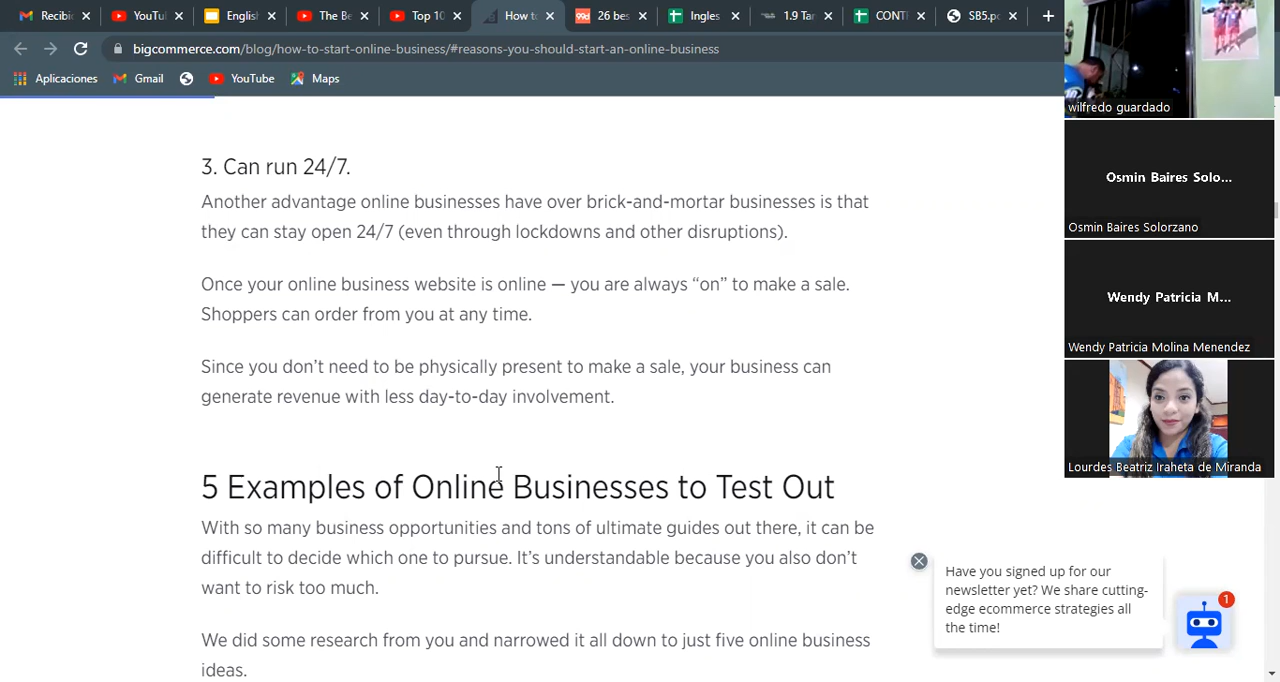 Recibid
YouTu
English
The Be
Top 10
How to
26 bes
Ingles
1.9 Tar
CONTI
SB5.pc
bigcommerce.com/blog/how-to-start-online-business/#reasons-you-should-start-an-online-business
Aplicaciones
Gmail
YouTube
Maps
3. Can run 24/7.
Another advantage online businesses have over brick-and-mortar businesses is that
they can stay open 24/7 (even through lockdowns and other disruptions).
Once your online business website is online — you are always “on” to make a sale.
Shoppers can order from you at any time.
Since you don’t need to be physically present to make a sale, your business can
generate revenue with less day-to-day involvement.
5 Examples of Online Businesses to Test Out
With so many business opportunities and tons of ultimate guides out there, it can be
difficult to decide which one to pursue. It’s understandable because you also don’t
want to risk too much.
We did some research from you and narrowed it all down to just five online business
ideas.
Have you signed up for our
newsletter yet? We share cutting-
edge ecommerce strategies all
the time!
1
wilfredo guardado
Osmin Baires Solo...
Osmin Baires Solorzano
Wendy Patricia M...
Wendy Patricia Molina Menendez
Lourdes Beatriz Iraheta de Miranda